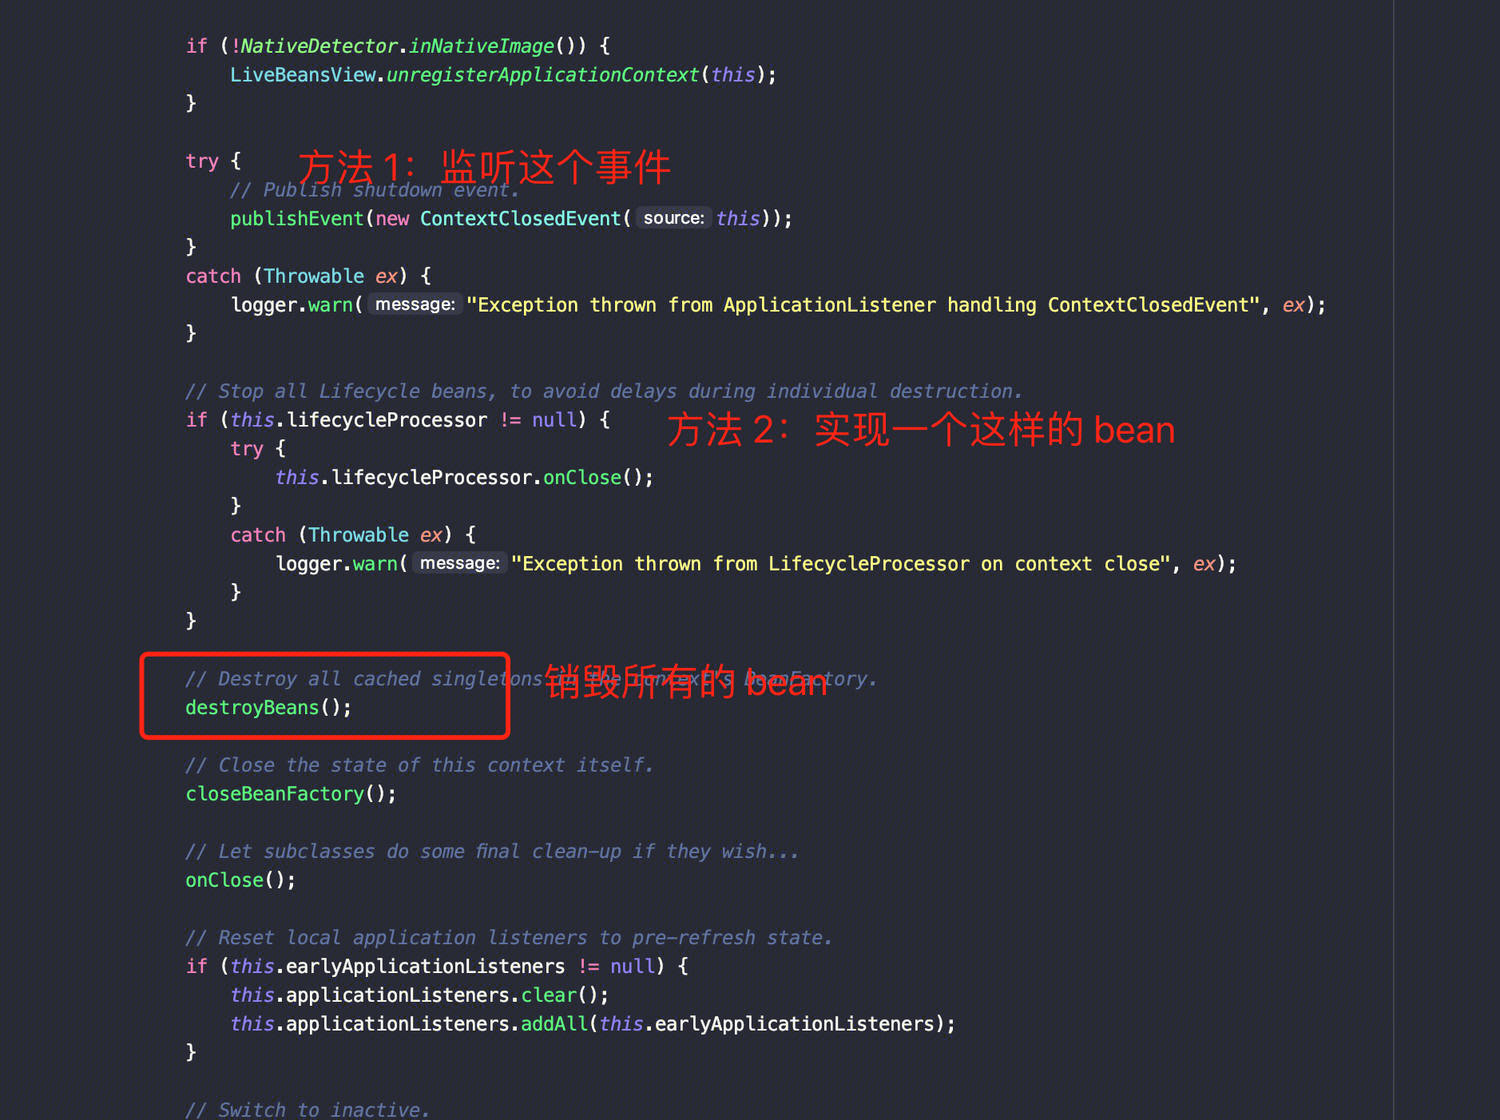 if (!NativeDetector.inNativeImage()) {
LiveBeansView.unregisterApplicationContext(this);
}
try {
方法 1：监听这个事件
// Publish shutdown event.
publishEvent(new ContextClosedEvent( source: this));
}
catch (Throwable ex) {
logger.warn( message: "Exception thrown from ApplicationListener handling ContextClosedEvent", ex);
}
// Stop all Lifecycle beans, to avoid delays during individual destruction.
if (this.lifecycleProcessor != null) {
方法 2：实现一个这样的 bean
try {
this.lifecycleProcessor.onClose();
}
catch (Throwable ex) {
logger.warn( message: "Exception thrown from LifecycleProcessor on context close", ex);
}
}
// Destroy all cached singletons in the context's BeanFactory.
销毁所有的 bean
destroyBeans();
// Close the state of this context itself.
closeBeanFactory();
// Let subclasses do some final clean-up if they wish...
onClose();
// Reset local application listeners to pre-refresh state.
if (this.earlyApplicationListeners != null) {
this.applicationListeners.clear();
this.applicationListeners.addAll(this.earlyApplicationListeners);
}
// Switch to inactive.